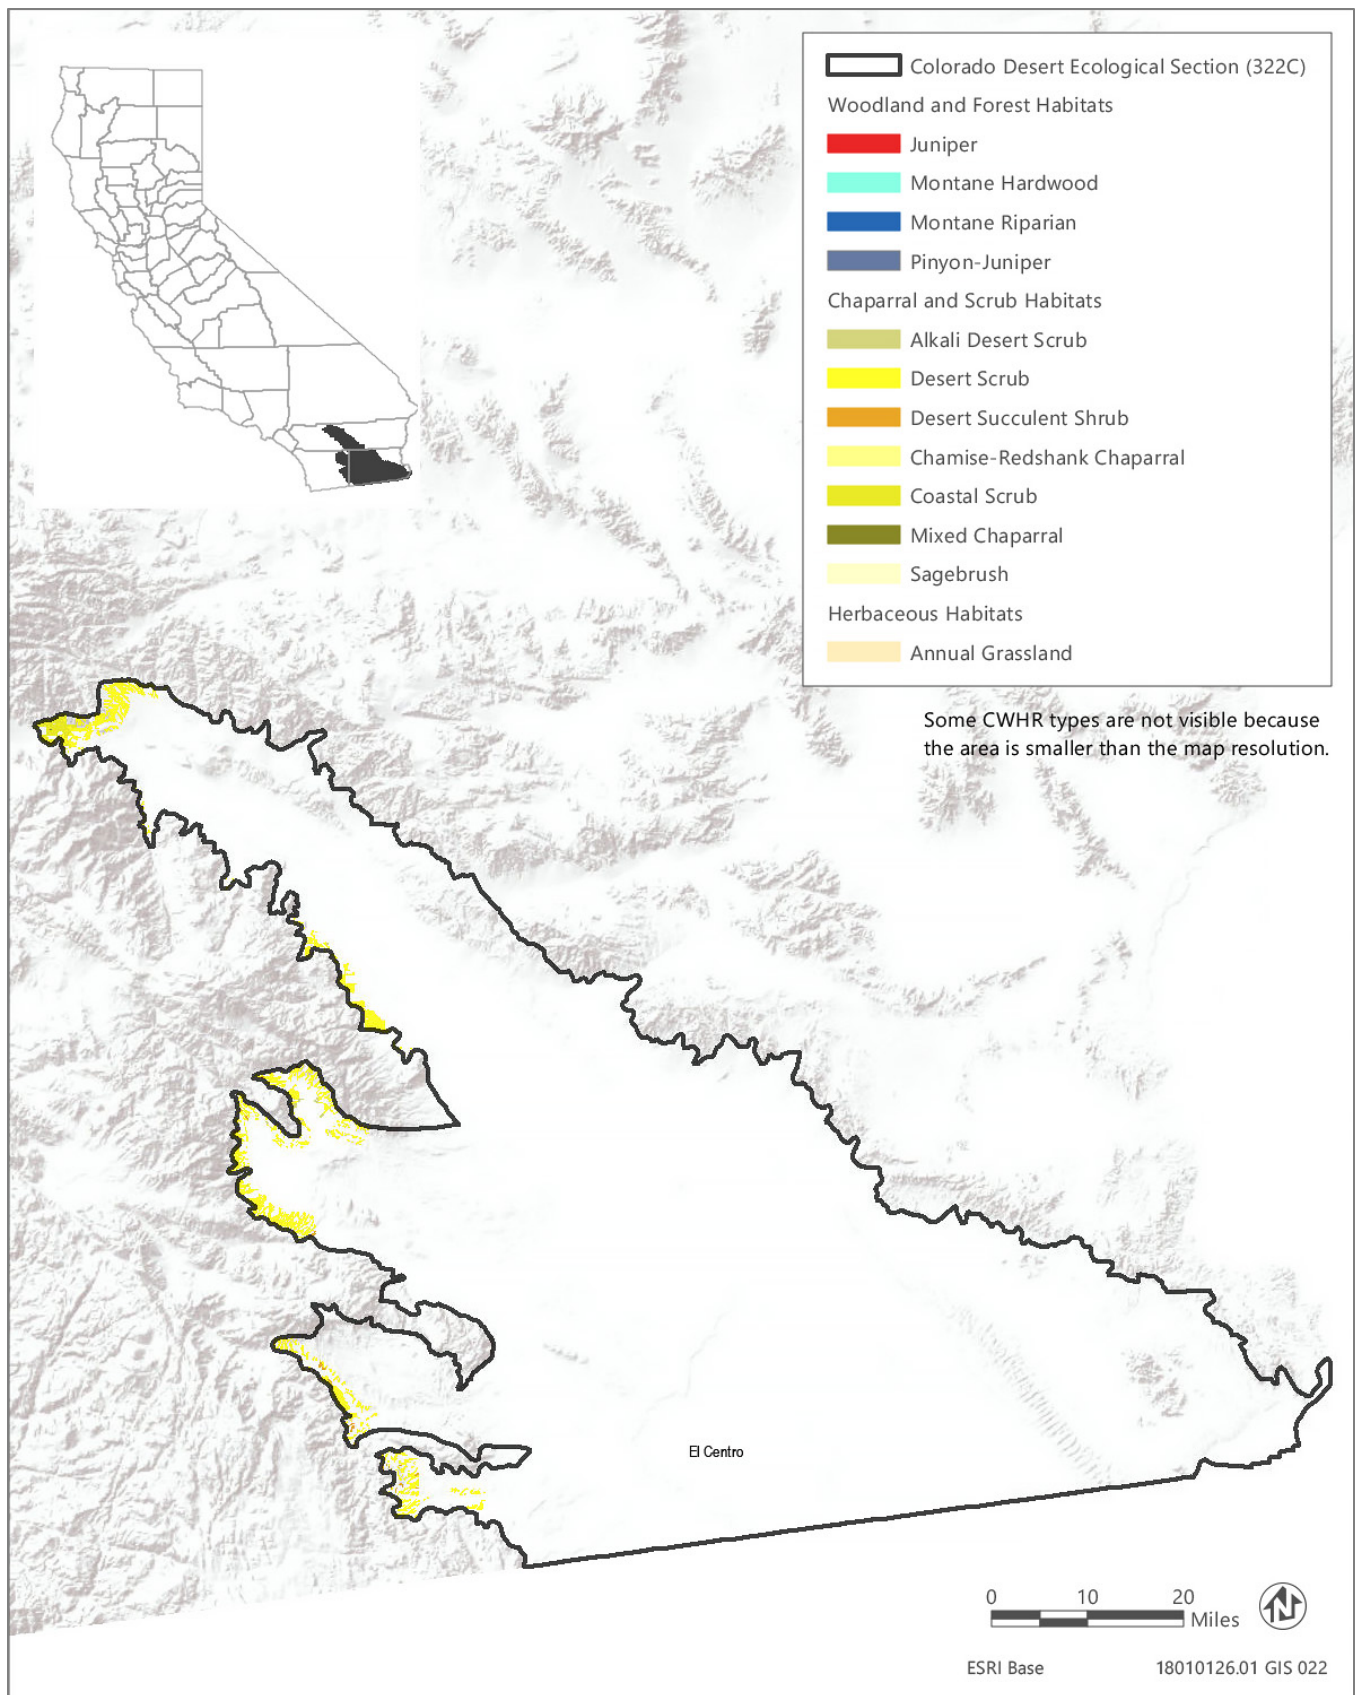 Colorado Desert Ecological Section (322C)
Woodland and Forest Habitats
Juniper
Montane Hardwood
Montane Riparian
Pinyon-Juniper
Chaparral and Scrub Habitats
Alkali Desert Scrub
Desert Scrub
Desert Succulent Shrub
Chamise-Redshank Chaparral
Coastal Scrub
Mixed Chaparral
Sagebrush
Herbaceous Habitats
Annual Grassland
Some CWHR types are not visible because
the area is smaller than the map resolution.
El Centro
0 10 20
Miles
N
ESRI Base 18010126.01 GIS 022